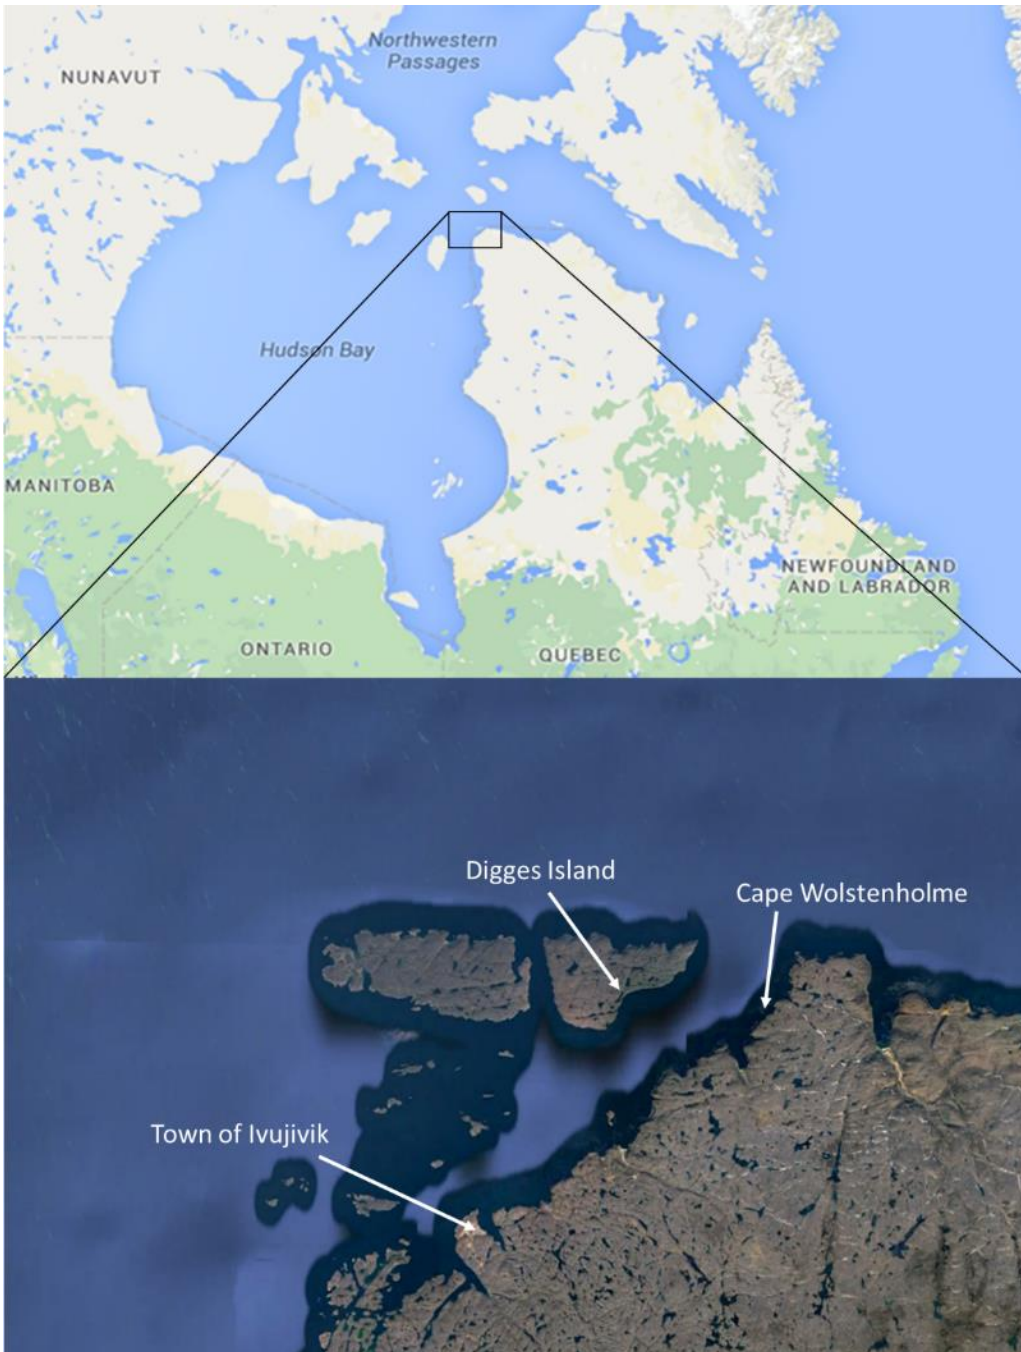 Northwestern
Passages
NUNAVUT
Hudson Bay
MANITOBA
NEWFOUNDLAND
AND LABRADOR
ONTARIO
QUEBEC
Digges Island
Cape Wolstenholme
Town of Ivujivik